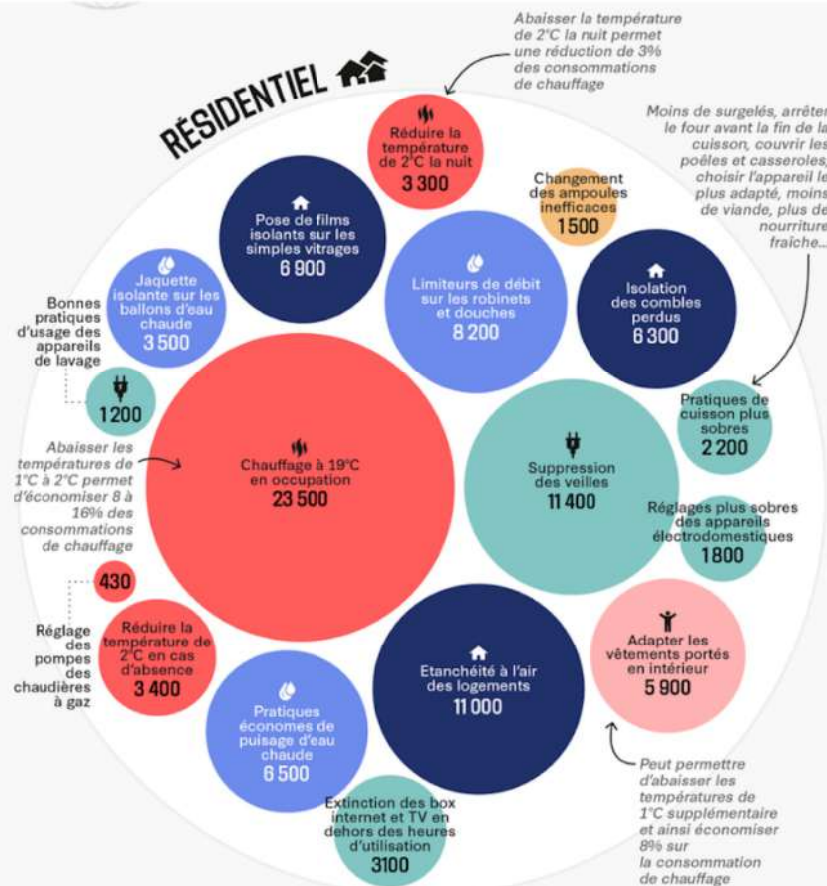 Abaisser la température
de 2°C la nuit permet
une réduction de 3%
des consommations
de chauffage
RÉSIDENTIEL
Moins de surgelés, arrêter
le four avant la fin de la
cuisson, couvrir les
poêles et casseroles,
choisir l'appareil le
plus adapté, moins
de viande, plus de
nourriture
fraîche...
Réduire la
température
de 2°C la nuit
3 300
Changement
des ampoules
inefficaces
1500
Pose de films
isolants sur les
simples vitrages
6 900
Limiteurs de débit
sur les robinets
et douches
8 200
Isolation
des combles
perdus
6 300
Jaquette
isolante sur les
ballons d'eau
chaude
3 500
Bonnes
pratiques
d'usage des
appareils
de lavage
1200
Pratiques de
cuisson plus
sobres
2 200
Abaisser les
températures de
1°C à 2°C permet
d'économiser 8 à
16% des
consommations
de chauffage
Chauffage à 19°C
en occupation
23 500
Suppression
des veilles
11 400
Réglages plus sobres
des appareils
électrodomestiques
1800
430
Réglage
des
pompes
des
chaudières
à gaz
Réduire la
température de
2°C en cas
d'absence
3 400
Etanchéité à l'air
des logements
11 000
Adapter les
vêtements portés
en intérieur
5 900
Pratiques
économes de
puisage d'eau
chaude
6 500
Extinction des box
internet et TV en
dehors des heures
d'utilisation
3100
Peut permettre
d'abaisser les
températures de
1°C supplémentaire
et ainsi économiser
8% sur
la consommation
de chauffage